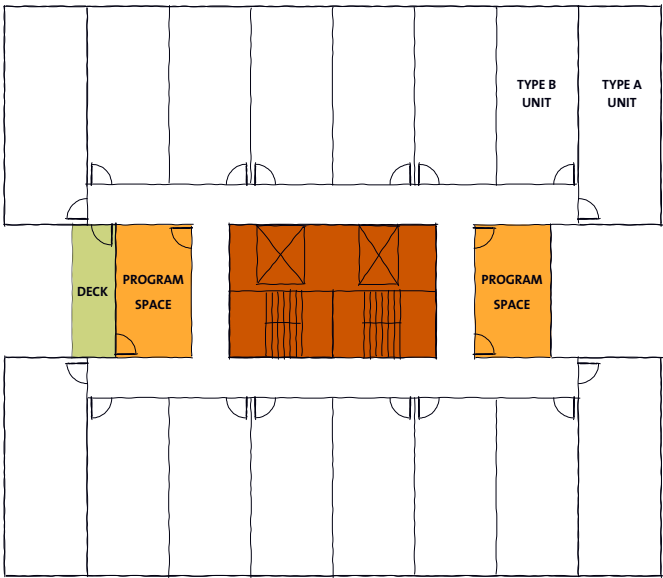 TYPE B
UNIT
TYPE A
UNIT
DECK
PROGRAM
SPACE
PROGRAM
SPACE